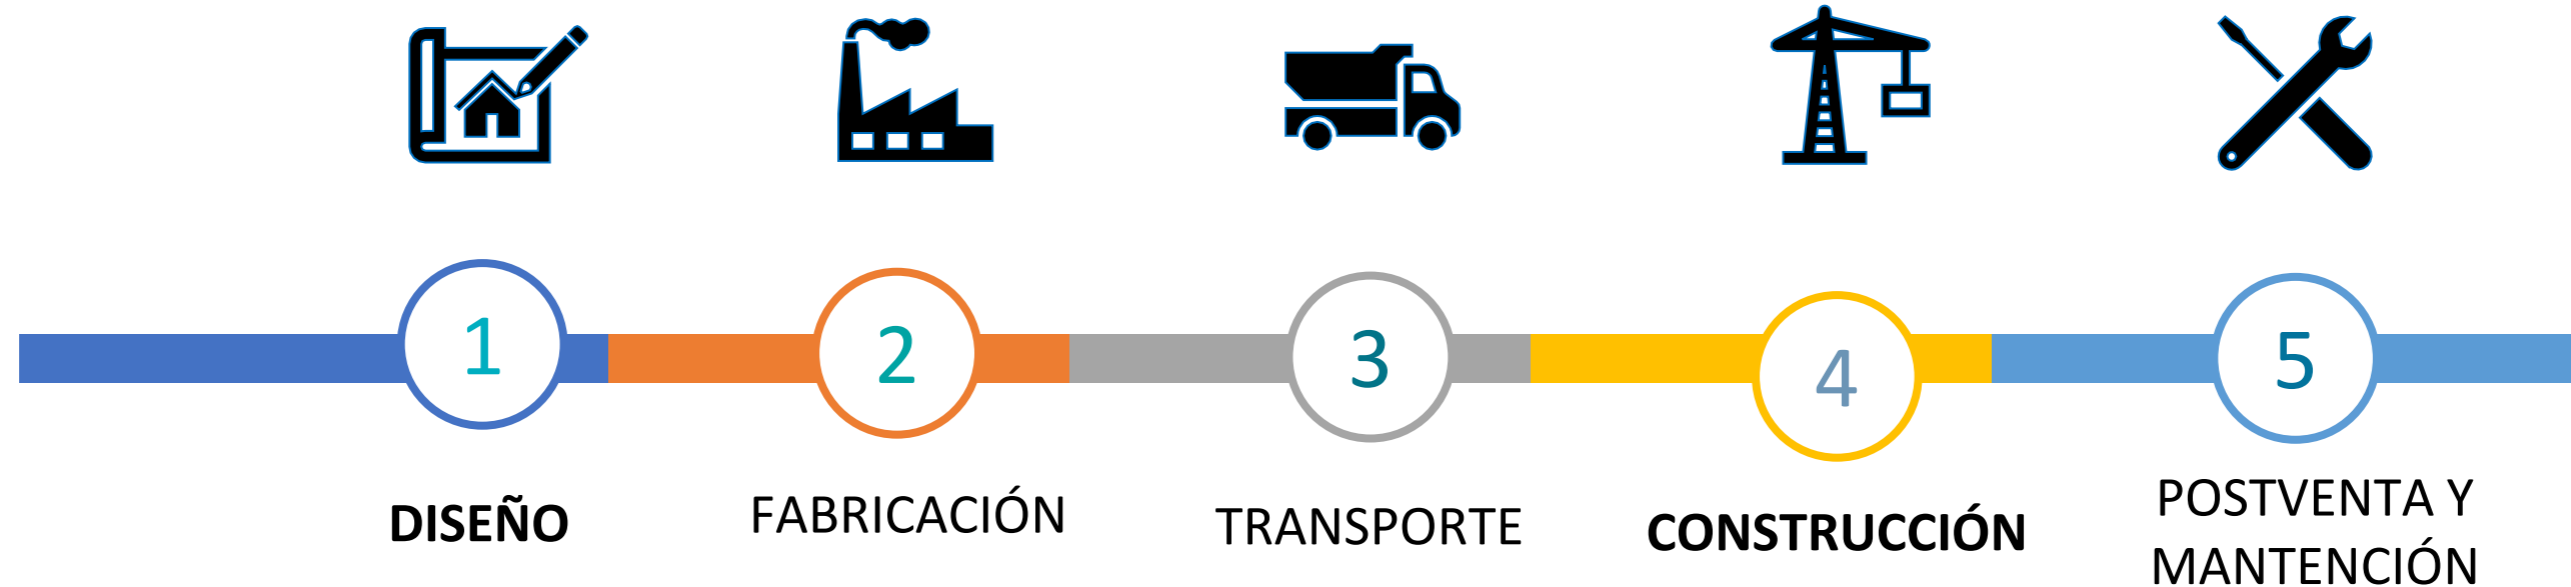 1
2
3
4
5
DISEÑO
FABRICACIÓN
TRANSPORTE
CONSTRUCCIÓN
POSTVENTA Y
MANTENCIÓN